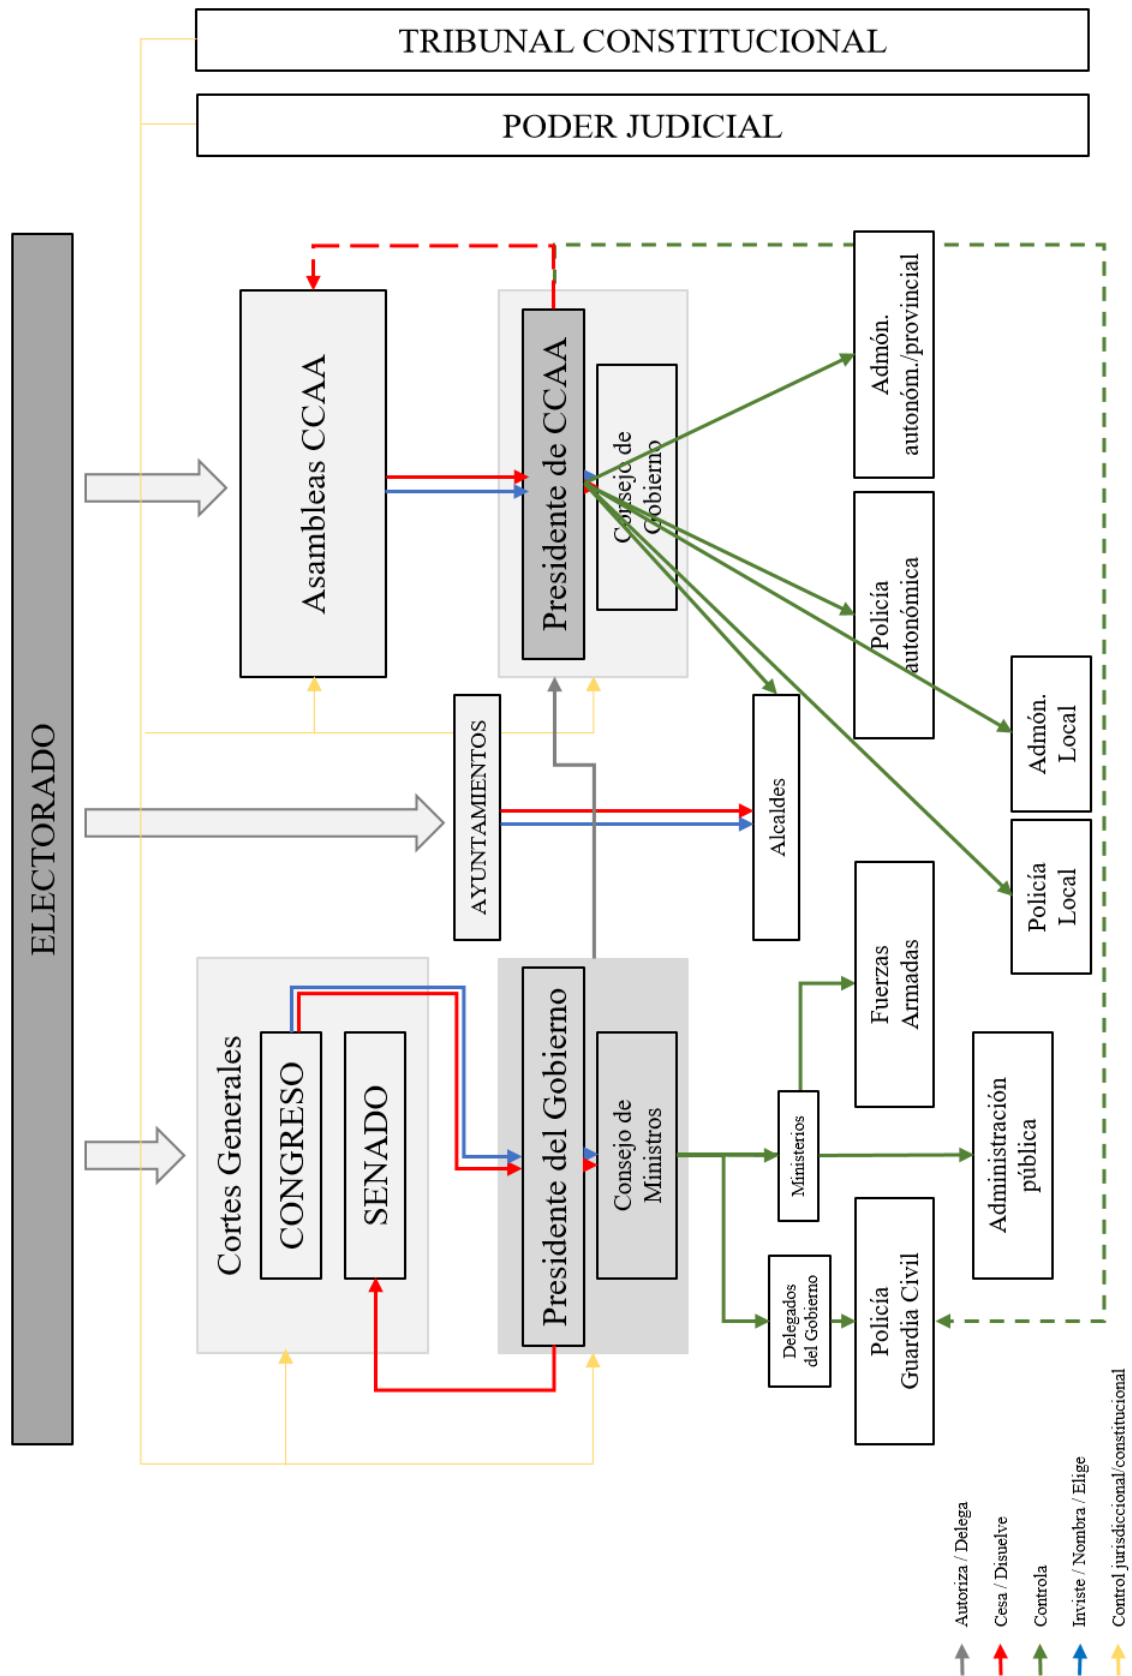 ELECTORADO
TRIBUNAL CONSTITUCIONAL
PODER JUDICIAL
Cortes Generales
CONGRESO
SENADO
AYUNTAMIENTOS
Asambleas CCAA
Presidente del Gobierno
Consejo de
Ministros
Presidente de CCAA
Consejo de
Gobierno
Delegados
del Gobierno
Ministerios
Alcaldes
Policía
Guardia Civil
Fuerzas
Armadas
Policía
autonómica
Admón.
autonóm./provincial
Administración
pública
Policía
Local
Admón.
Local
Autoriza / Delega
Cesa / Disuelve
Controla
Inviste / Nombra / Elige
Control jurisdiccional/constitucional